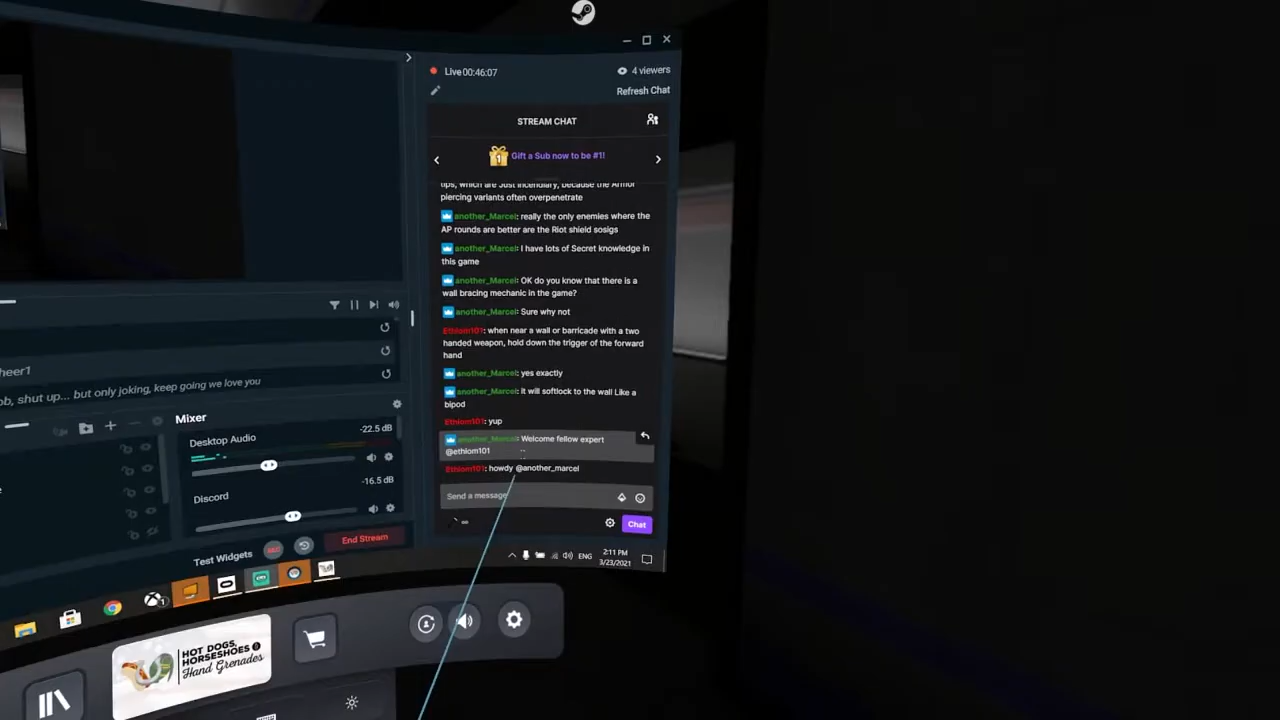 Live 00:46:07
4 viewers
Refresh Chat
STREAM CHAT
1
Gift a Sub now to be #1!
tips, which are Just incendiary, because the Armor
piercing variants often overpenetrate
another_Marcel: really the only enemies where the
AP rounds are better are the Riot shield sosigs
another_Marcel: I have lots of Secret knowledge in
this game
another_Marcel: OK do you know that there is a
wall bracing mechanic in the game?
another_Marcel: Sure why not
Ethiom101: when near a wall or barricade with a two
handed weapon, hold down the trigger of the forward
hand
another_Marcel: yes exactly
another_Marcel: it will softlock to the wall Like a
bipod
Ethiom101: yup
another_Marcel: Welcome fellow expert
@ethiom101
Ethiom101: howdy @another_marcel
Send a message
Chat
heer1
ob, shut up... but only joking, keep going we love you
Mixer
Desktop Audio
-22.5 dB
Discord
-16.5 dB
Test Widgets
REC
End Stream
ENG
2:11 PM
3/23/2021
HOT DOGS,
HORSESHOES &
Hand Grenades